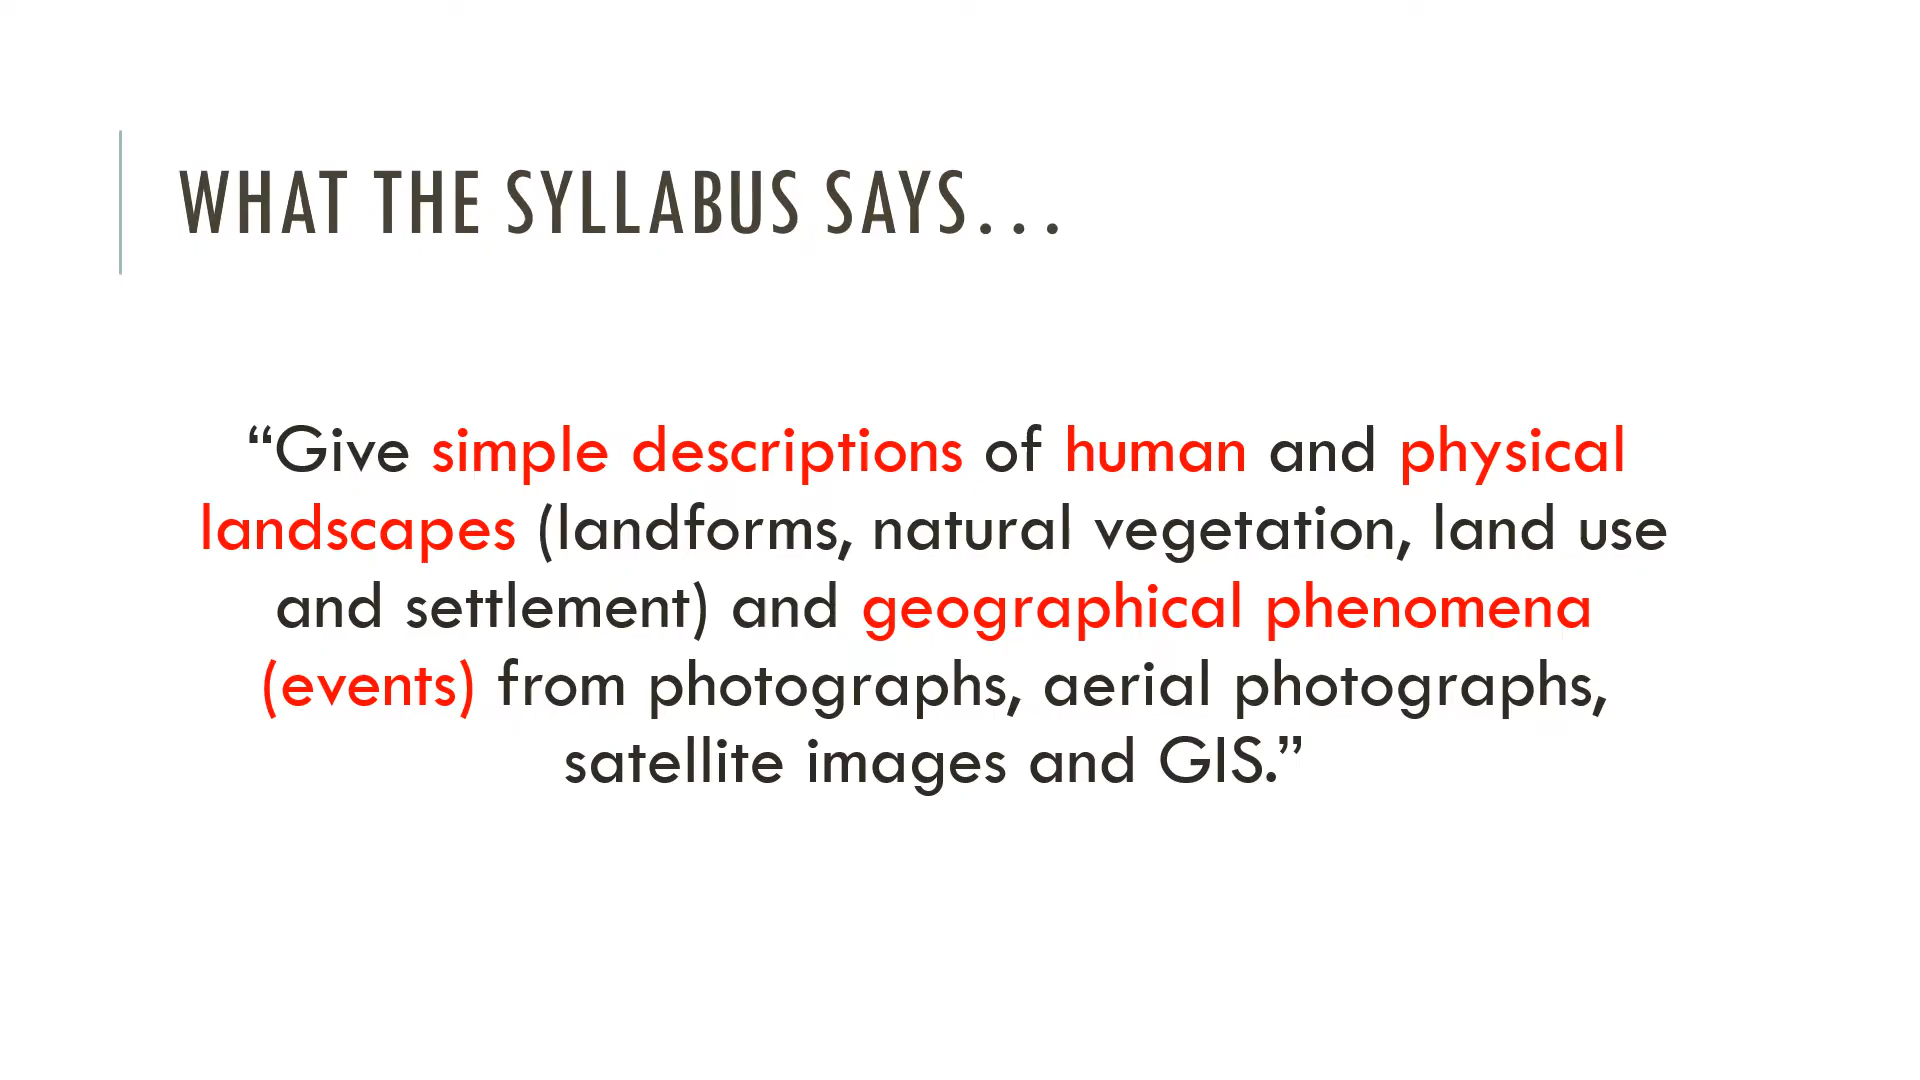 WHAT THE SYLLABUS SAYS...
“Give simple descriptions of human and physical
landscapes (landforms, natural vegetation, land use
and settlement) and geographical phenomena
(events) from photographs, aerial photographs,
satellite images and GIS.”